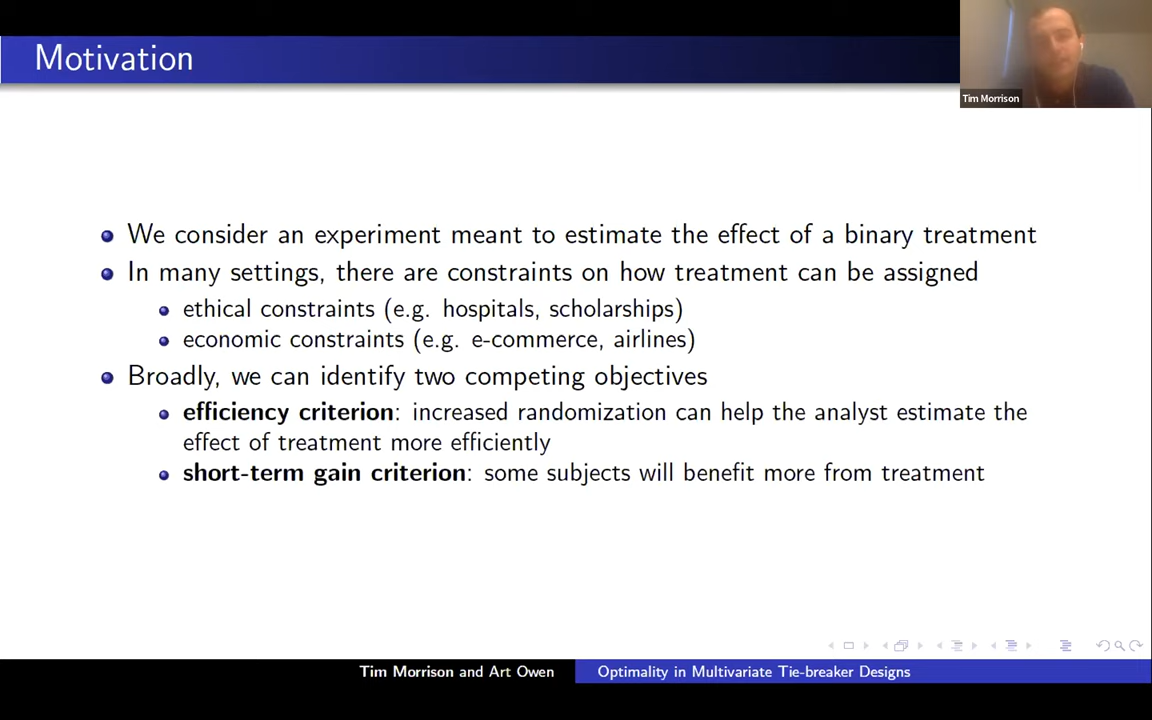 Motivation
Tim Morrison
We consider an experiment meant to estimate the effect of a binary treatment
In many settings, there are constraints on how treatment can be assigned
ethical constraints (e.g. hospitals, scholarships)
economic constraints (e.g. e-commerce, airlines)
Broadly, we can identify two competing objectives
efficiency criterion: increased randomization can help the analyst estimate the
effect of treatment more efficiently
short-term gain criterion: some subjects will benefit more from treatment
Tim Morrison and Art Owen
Optimality in Multivariate Tie-breaker Designs